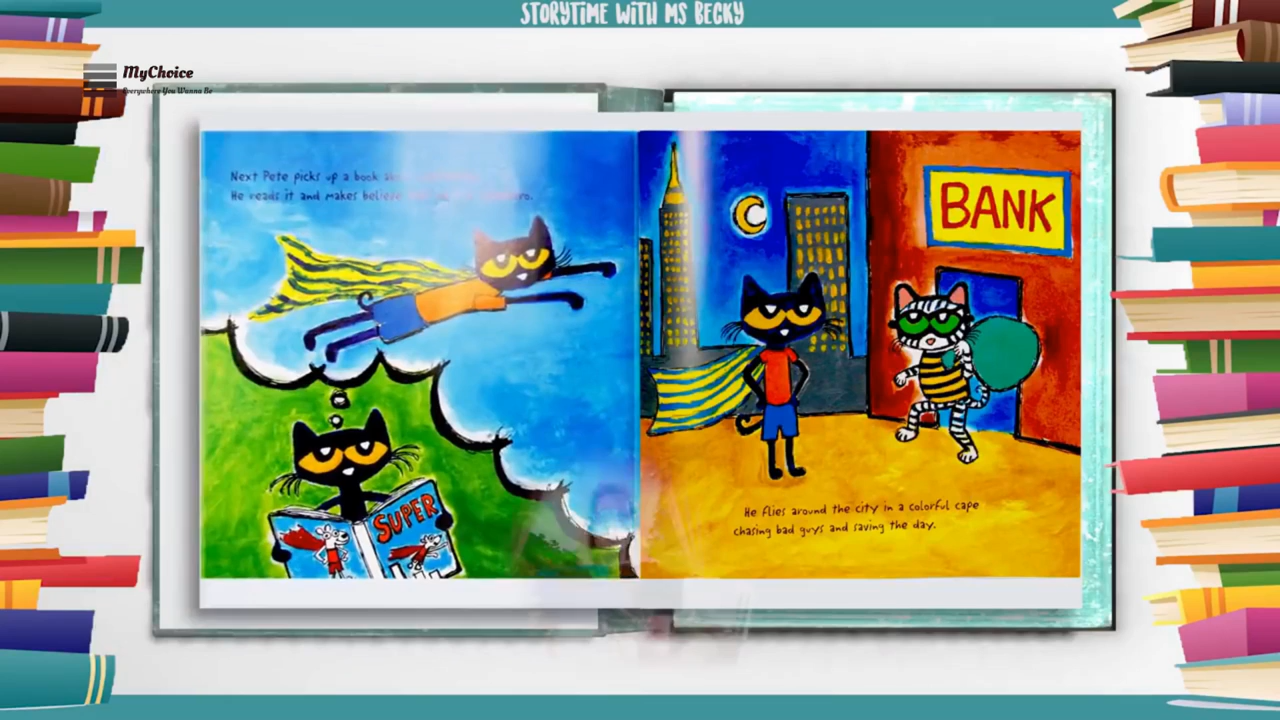 STORYTIME WITH MS BECKY
MyChoice
Everywhere You Wanna Be
Next Pete picks up a book
He reads it and makes believe
SUPER
BANK
He flies around the city in a colorful cape
chasing bad guys and saving the day.